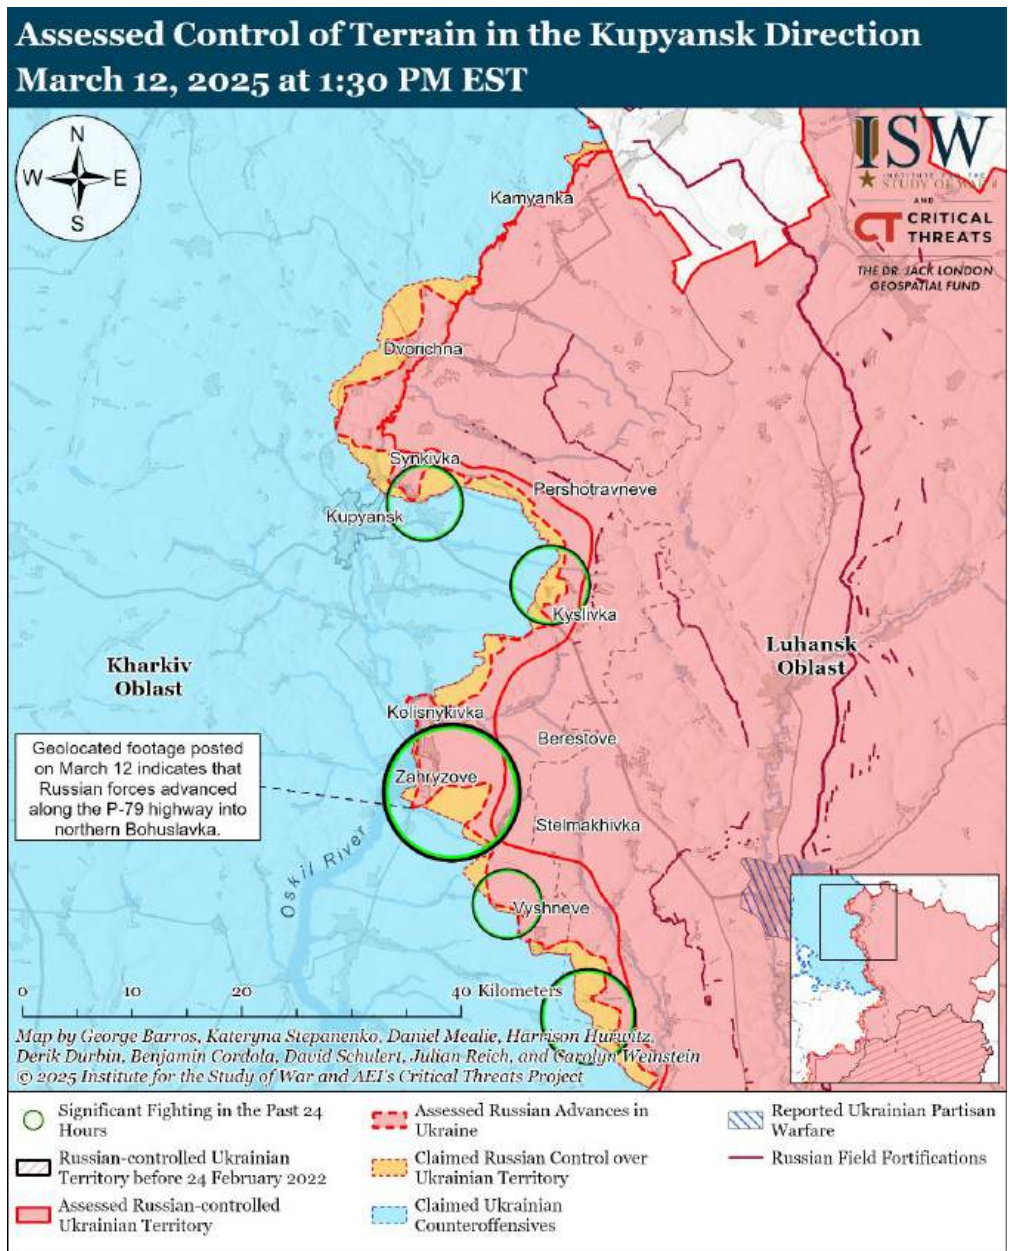 Assessed Control of Terrain in the Kupyansk Direction
March 12, 2025 at 1:30 PM EST
N
W E
S
ISW
INSTITUTE FOR THE
STUDY OF WAR
AND
CT CRITICAL
THREATS
THE DR. JACK LONDON
GEOSPATIAL FUND
Kamyanka
Dvorichna
Synkivka
Pershotravneve
Kupyansk
Kyslivka
Luhansk
Oblast
Kharkiv
Oblast
Kolisnykivka
Berestove
Geolocated footage posted
on March 12 indicates that
Russian forces advanced
along the P-79 highway into
northern Bohuslavka.
Zahryzove
Stelmakhivka
Oskil River
Vyshneve
0 10 20 40 Kilometers
Map by George Barros, Kateryna Stepanenko, Daniel Mealie, Harrison Hurwitz,
Derik Durbin, Benjamin Cordola, David Schulert, Julian Reich, and Carolyn Weinstein
© 2025 Institute for the Study of War and AEI's Critical Threats Project
Significant Fighting in the Past 24
Hours
Russian-controlled Ukrainian
Territory before 24 February 2022
Assessed Russian-controlled
Ukrainian Territory
Assessed Russian Advances in
Ukraine
Claimed Russian Control over
Ukrainian Territory
Claimed Ukrainian
Counteroffensives
Reported Ukrainian Partisan
Warfare
Russian Field Fortifications